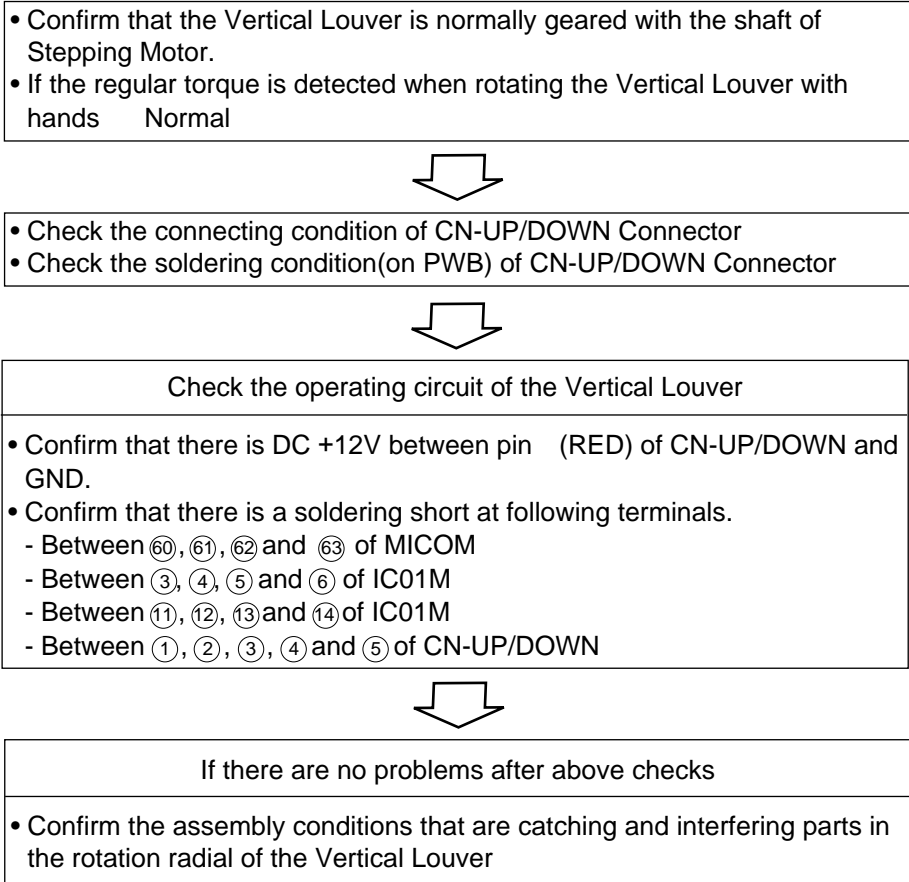 • Confirm that the Vertical Louver is normally geared with the shaft of
Stepping Motor.
• If the regular torque is detected when rotating the Vertical Louver with
hands Normal
• Check the connecting condition of CN-UP/DOWN Connector
• Check the soldering condition(on PWB) of CN-UP/DOWN Connector
Check the operating circuit of the Vertical Louver
• Confirm that there is DC +12V between pin (RED) of CN-UP/DOWN and
GND.
• Confirm that there is a soldering short at following terminals.
- Between ㊿60, 61, 62 and 63 of MICOM
- Between ③, ④, ⑤ and ⑥ of IC01M
- Between ⑪, ⑫, ⑬ and ⑭ of IC01M
- Between ①, ②, ③, ④ and ⑤ of CN-UP/DOWN
If there are no problems after above checks
• Confirm the assembly conditions that are catching and interfering parts in
the rotation radial of the Vertical Louver